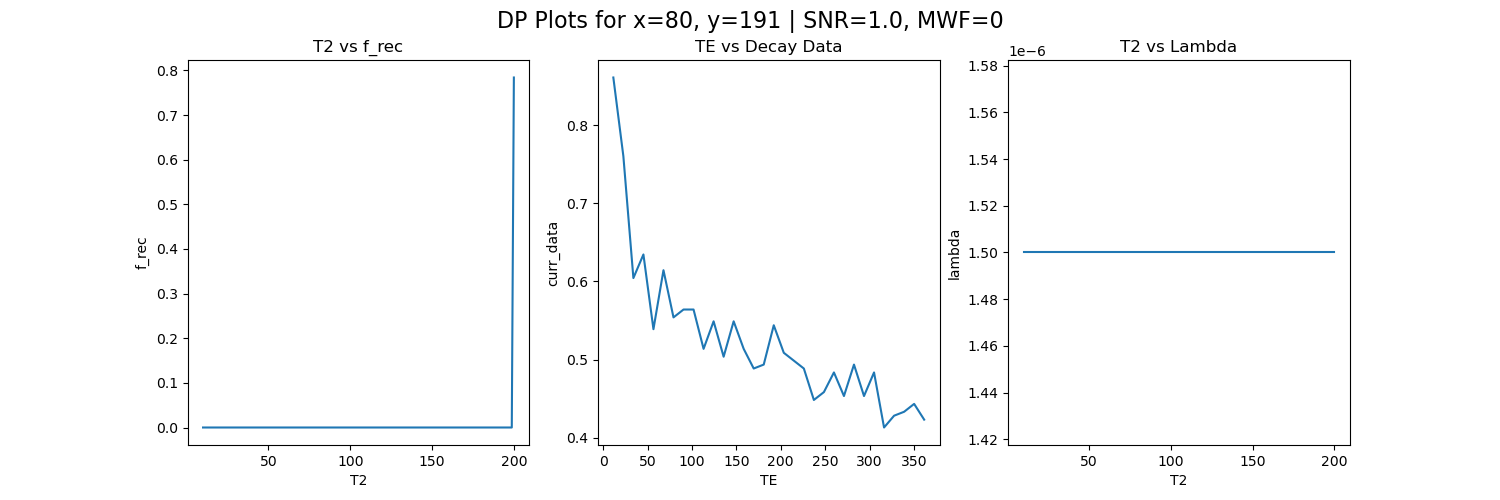 DP Plots for x=80, y=191 | SNR=1.0, MWF=0
T2 vs f_rec
f_rec
0.8
0.7
0.6
0.5
0.4
0.3
0.2
0.1
0.0
50 100 150 200
T2
TE vs Decay Data
curr_data
0.8
0.7
0.6
0.5
0.4
0 50 100 150 200 250 300 350
TE
T2 vs Lambda
1e−6
lambda
1.58
1.56
1.54
1.52
1.50
1.48
1.46
1.44
1.42
50 100 150 200
T2